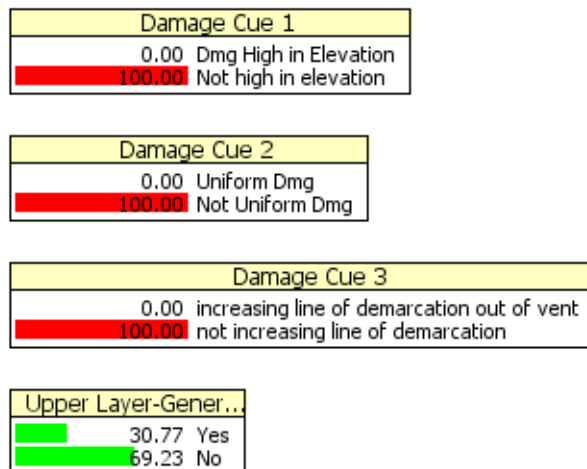 Damage Cue 1
0.00 Dmg High in Elevation
100.00 Not high in elevation
Damage Cue 2
0.00 Uniform Dmg
100.00 Not Uniform Dmg
Damage Cue 3
0.00 increasing line of demarcation out of vent
100.00 not increasing line of demarcation
Upper Layer-Gener...
30.77 Yes
69.23 No